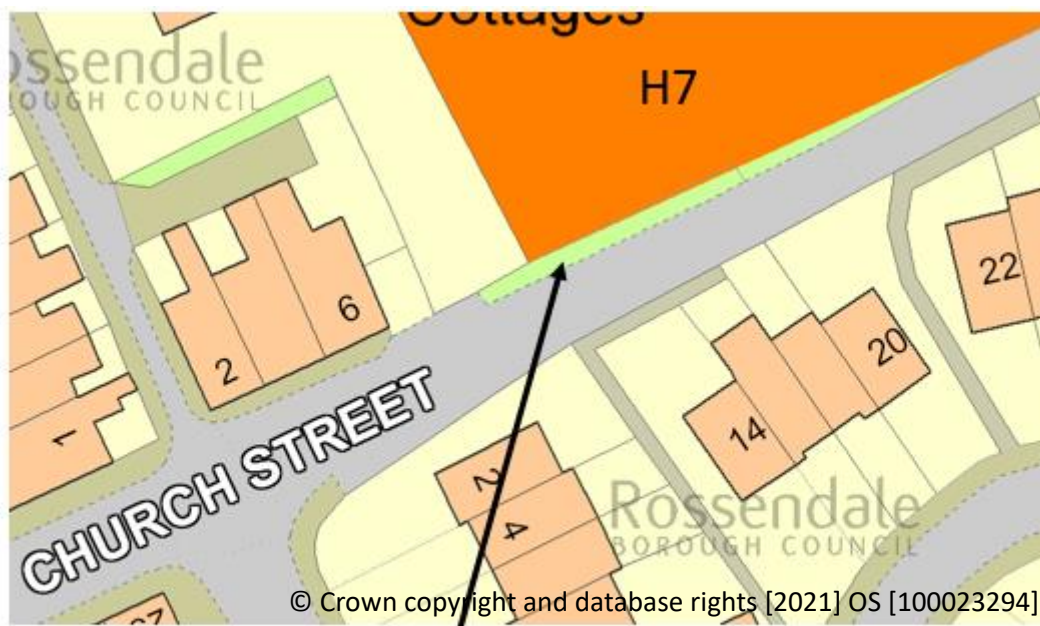 Cottages
H7
Rossendale
BOROUGH COUNCIL
6
2
1
CHURCH STREET
22
20
14
2
4
Rossendale
BOROUGH COUNCIL
© Crown copyright and database rights [2021] OS [100023294]